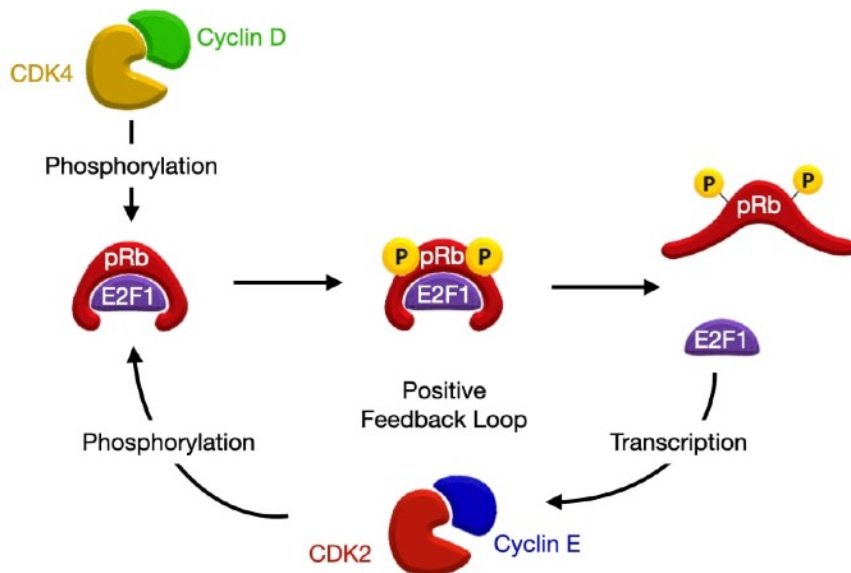 Cyclin D
CDK4
Phosphorylation
P
P
pRb
pRb
E2F1
P
pRb
P
E2F1
E2F1
Positive
Feedback Loop
Phosphorylation
Transcription
CDK2
Cyclin E